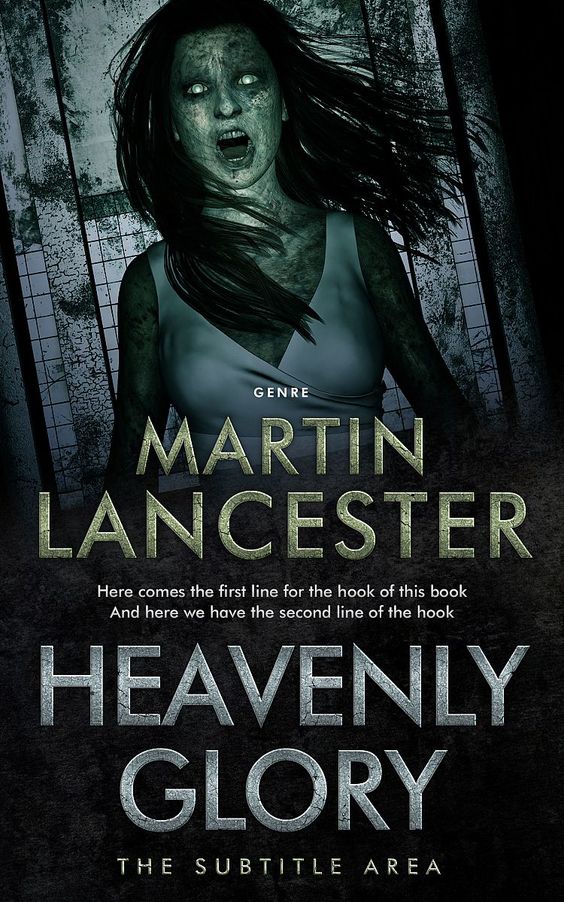 GENRE
MARTIN
LANCESTER
Here comes the first line for the hook of this book
And here we have the second line of the hook
HEAVENLY
GLORY
THE SUBTITLE AREA